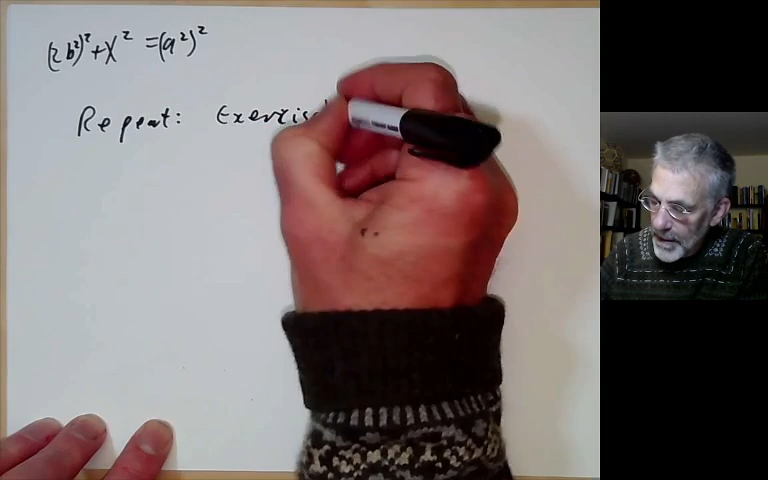 (2b²)² + x² = (a²)²
Repeat: Exercis